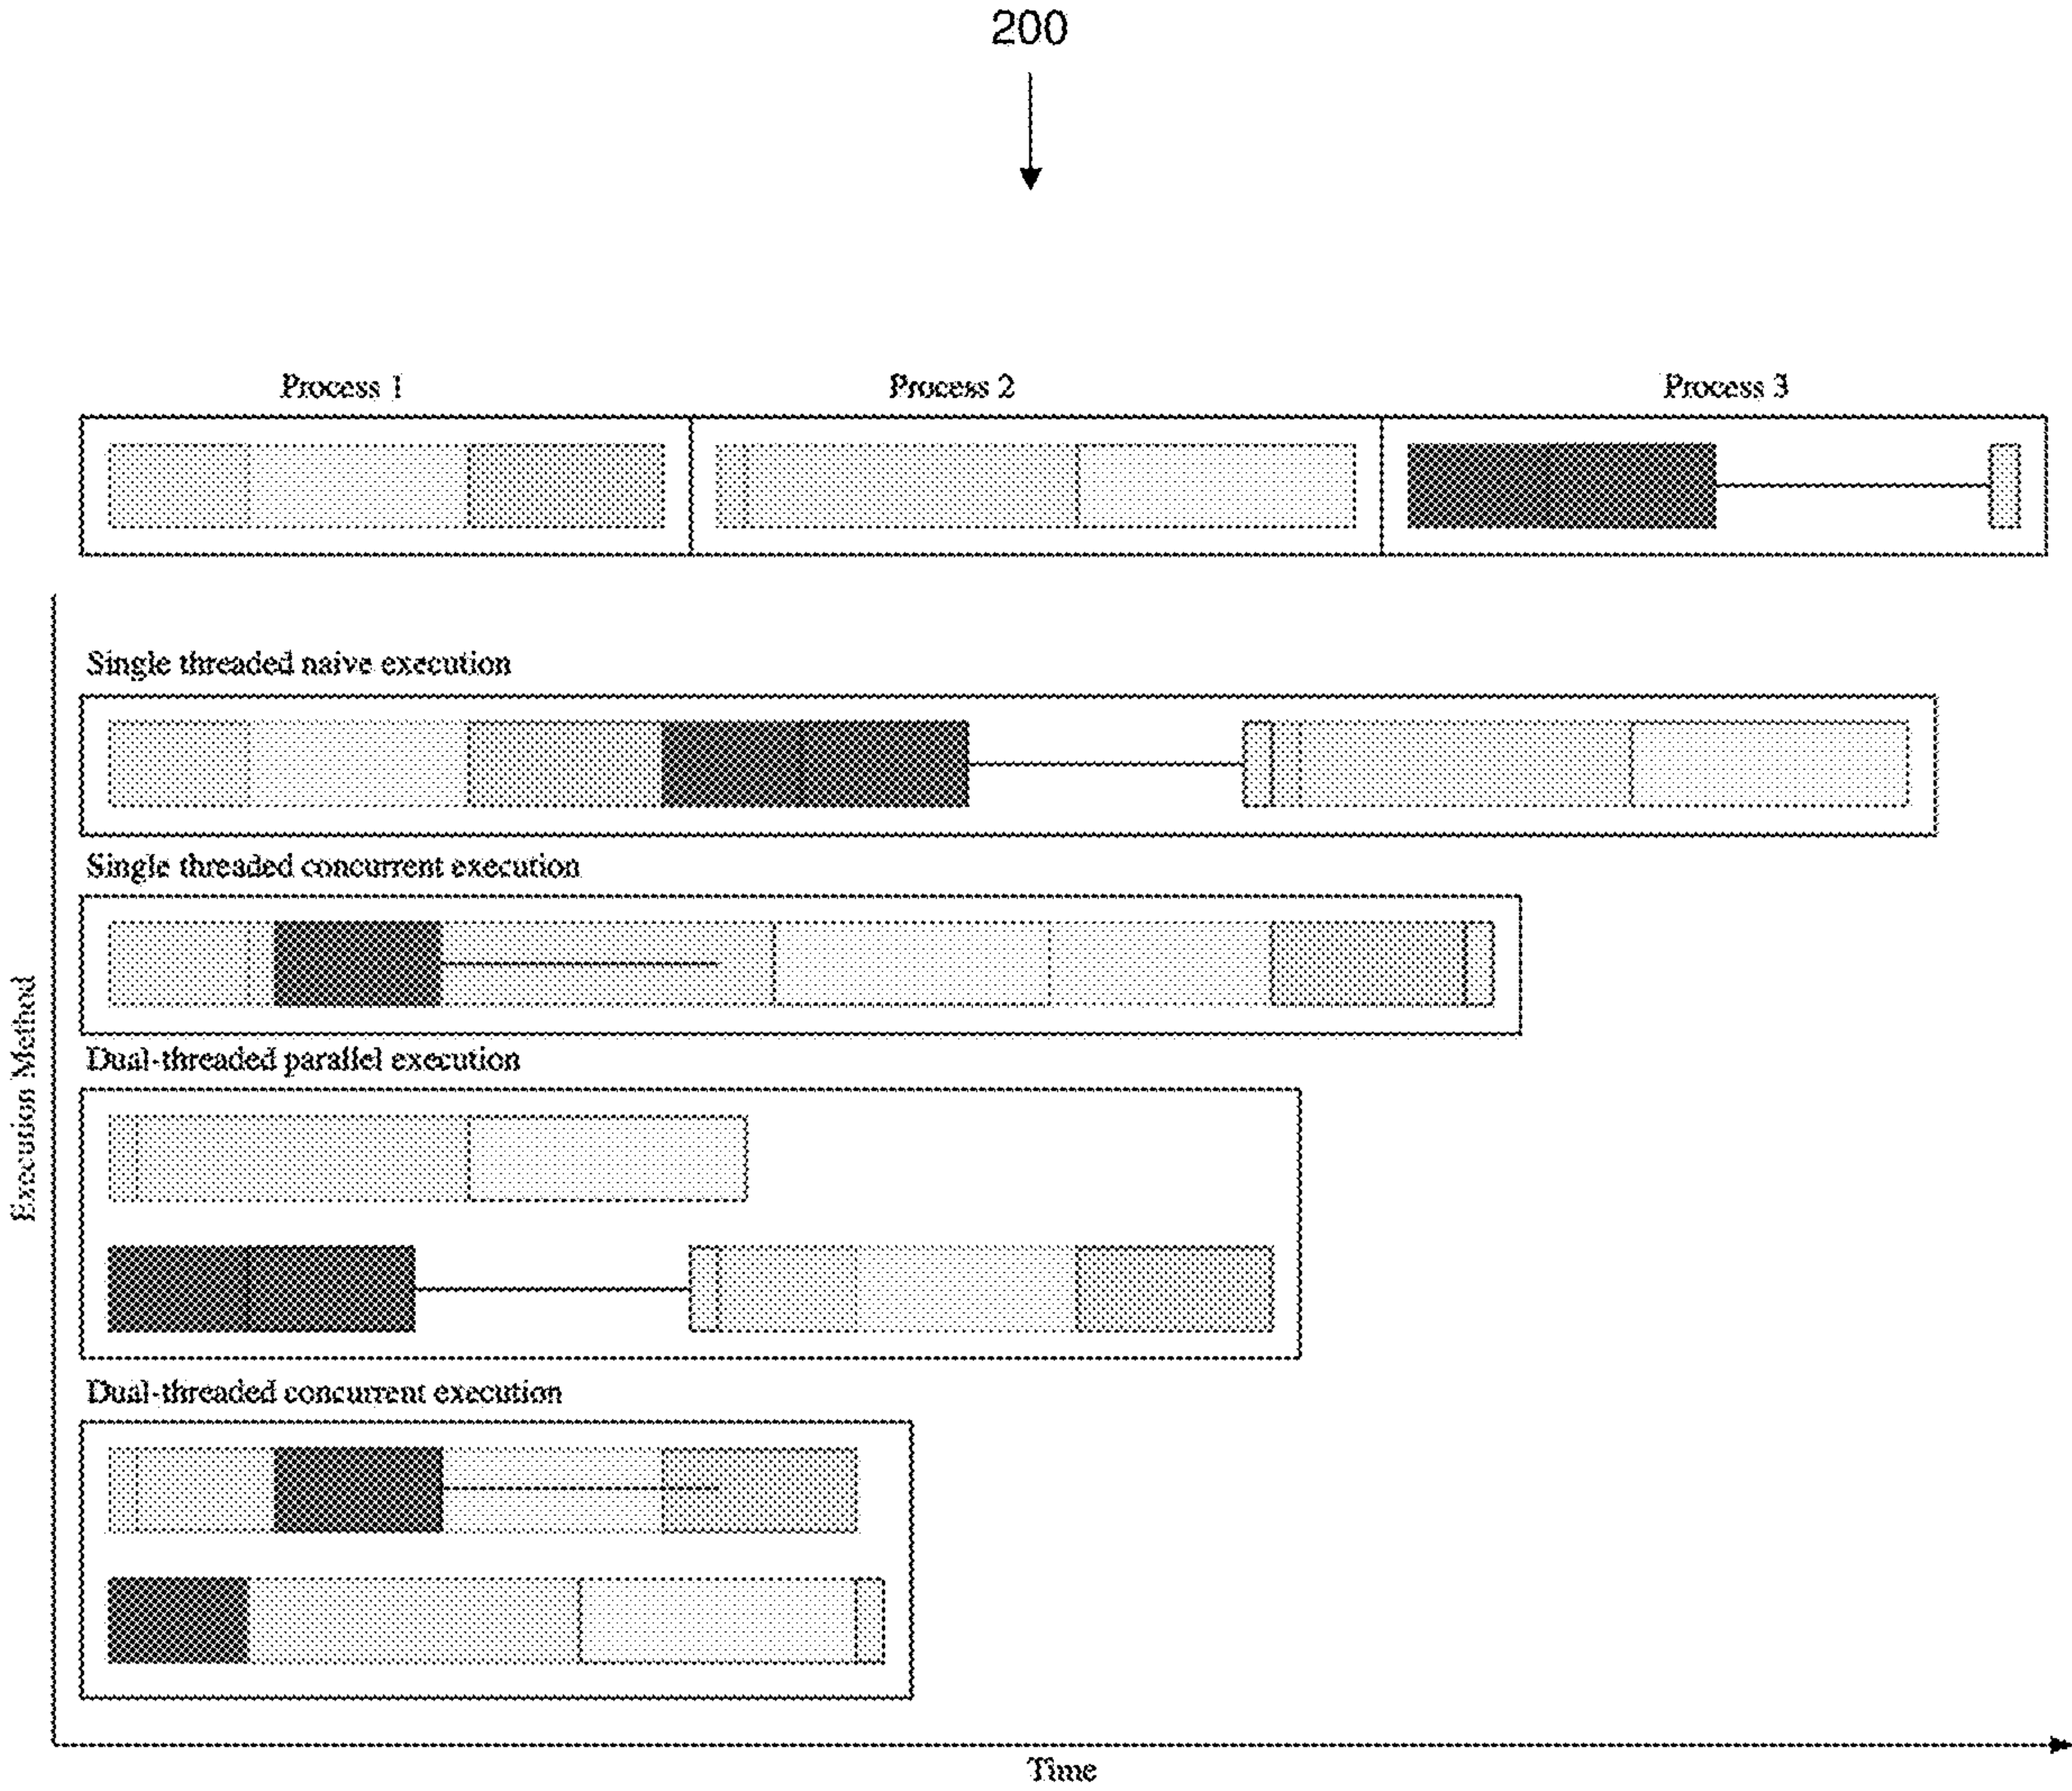 200
Process 1
Process 2
Process 3
Single threaded naive execution
Single threaded concurrent execution
Dual-threaded parallel execution
Dual-threaded concurrent execution
Execution Method
Time